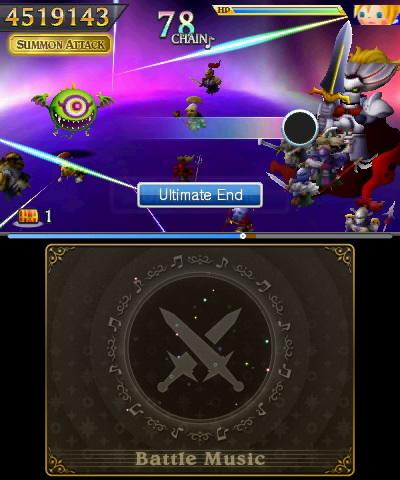 4519143
78
CHAIN♪
HP
SUMMON ATTACK
Ultimate End
1
Battle Music